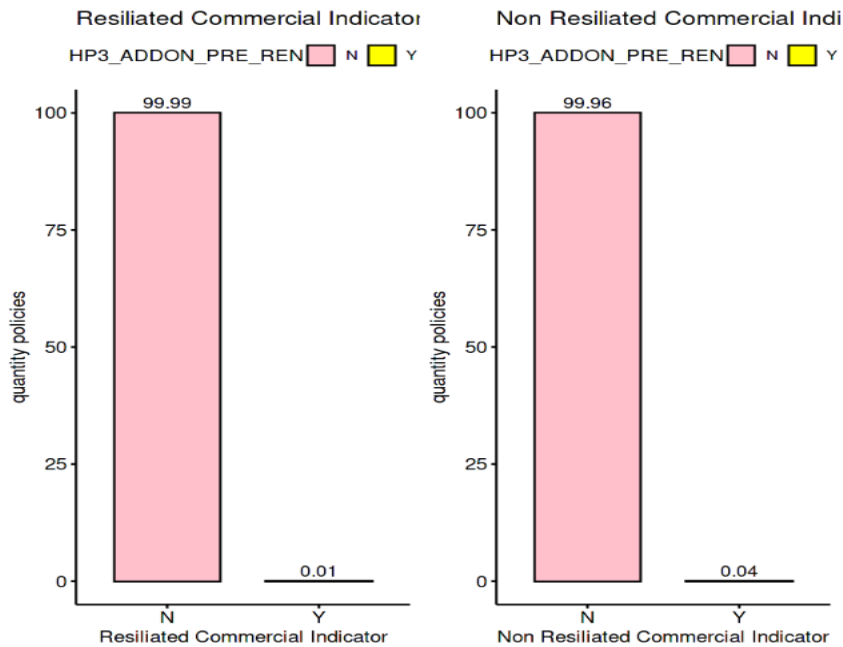 Resiliated Commercial Indicator
HP3_ADDON_PRE_REN N Y
99.99
100
75
50
25
0
0.01
quantity policies
N Y
Resiliated Commercial Indicator
Non Resiliated Commercial Indi
HP3_ADDON_PRE_REN N Y
99.96
100
75
50
25
0
0.04
quantity policies
N Y
Non Resiliated Commercial Indicator